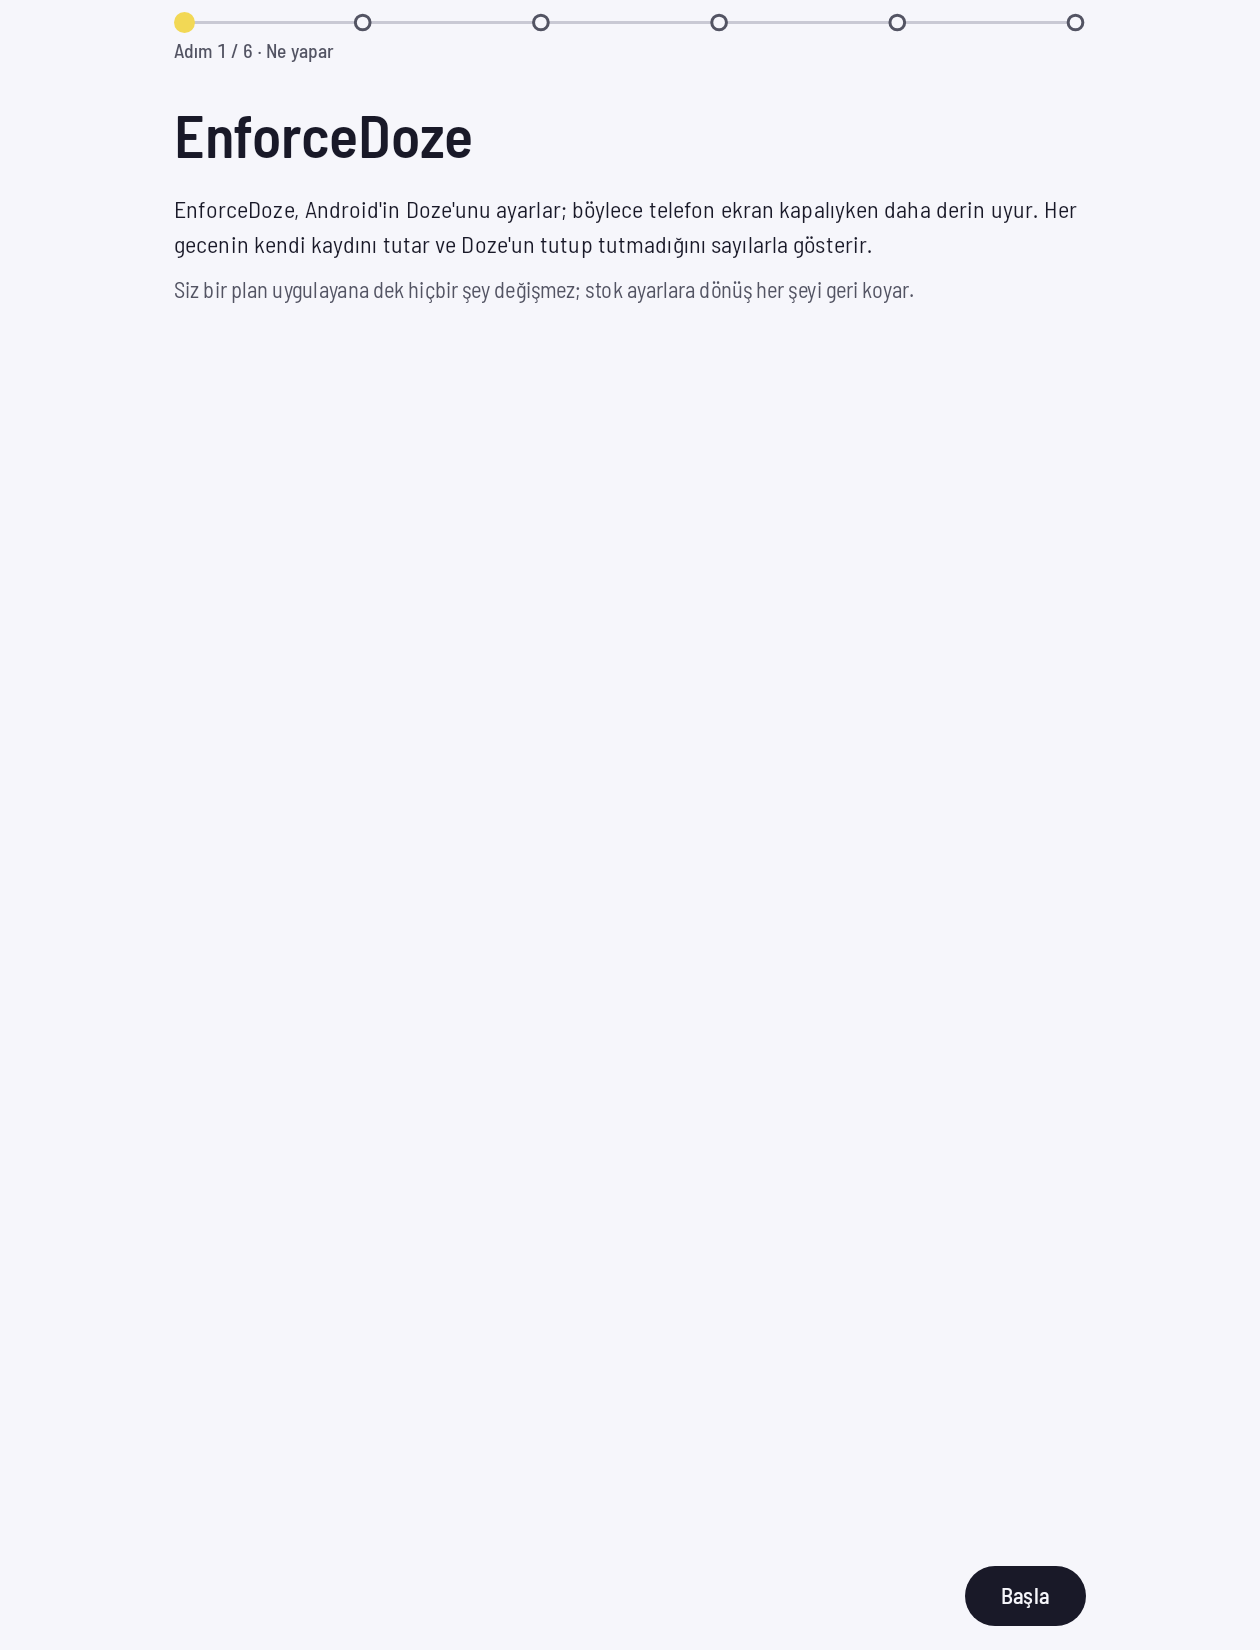 Adım 1 / 6 · Ne yapar
EnforceDoze
EnforceDoze, Android'in Doze'unu ayarlar; böylece telefon ekran kapalıyken daha derin uyur. Her
gecenin kendi kaydını tutar ve Doze'un tutup tutmadığını sayılarla gösterir.
Siz bir plan uygulayana dek hiçbir şey değişmez; stok ayarlara dönüş her şeyi geri koyar.
Başla